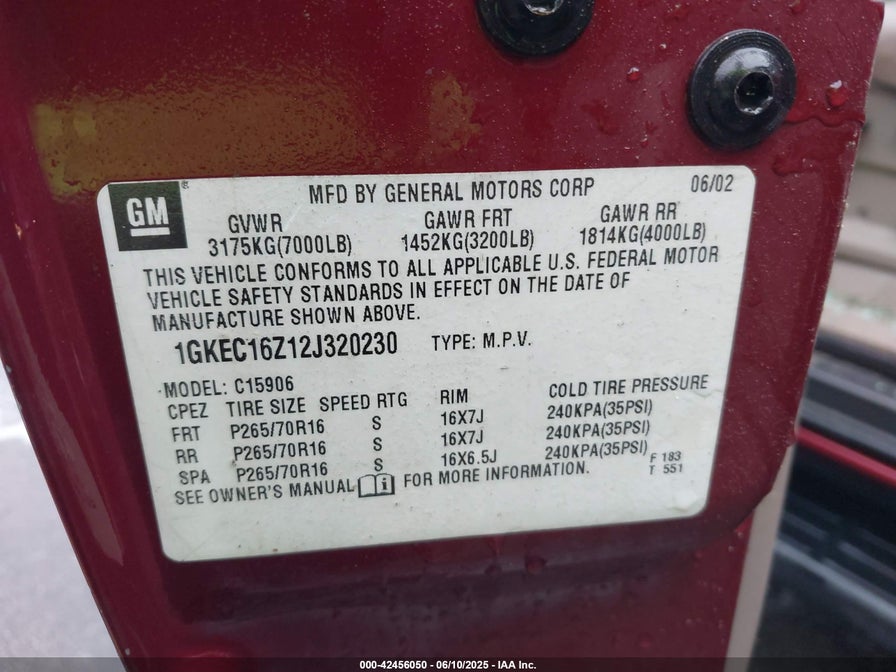 GM ® MFD BY GENERAL MOTORS CORP 06/02
GVWR GAWR FRT GAWR RR
3175KG(7000LB) 1452KG(3200LB) 1814KG(4000LB)
THIS VEHICLE CONFORMS TO ALL APPLICABLE U.S. FEDERAL MOTOR
VEHICLE SAFETY STANDARDS IN EFFECT ON THE DATE OF
MANUFACTURE SHOWN ABOVE.
1GKEC16Z12J320230 TYPE: M.P.V.
MODEL: C15906
CPEZ TIRE SIZE SPEED RTG RIM COLD TIRE PRESSURE
FRT P265/70R16 S 16X7J 240KPA(35PSI)
RR P265/70R16 S 16X7J 240KPA(35PSI)
SPA P265/70R16 S 16X6.5J 240KPA(35PSI) F 183
SEE OWNER'S MANUAL i FOR MORE INFORMATION. T 551
000-42456050 - 06/10/2025 - IAA Inc.